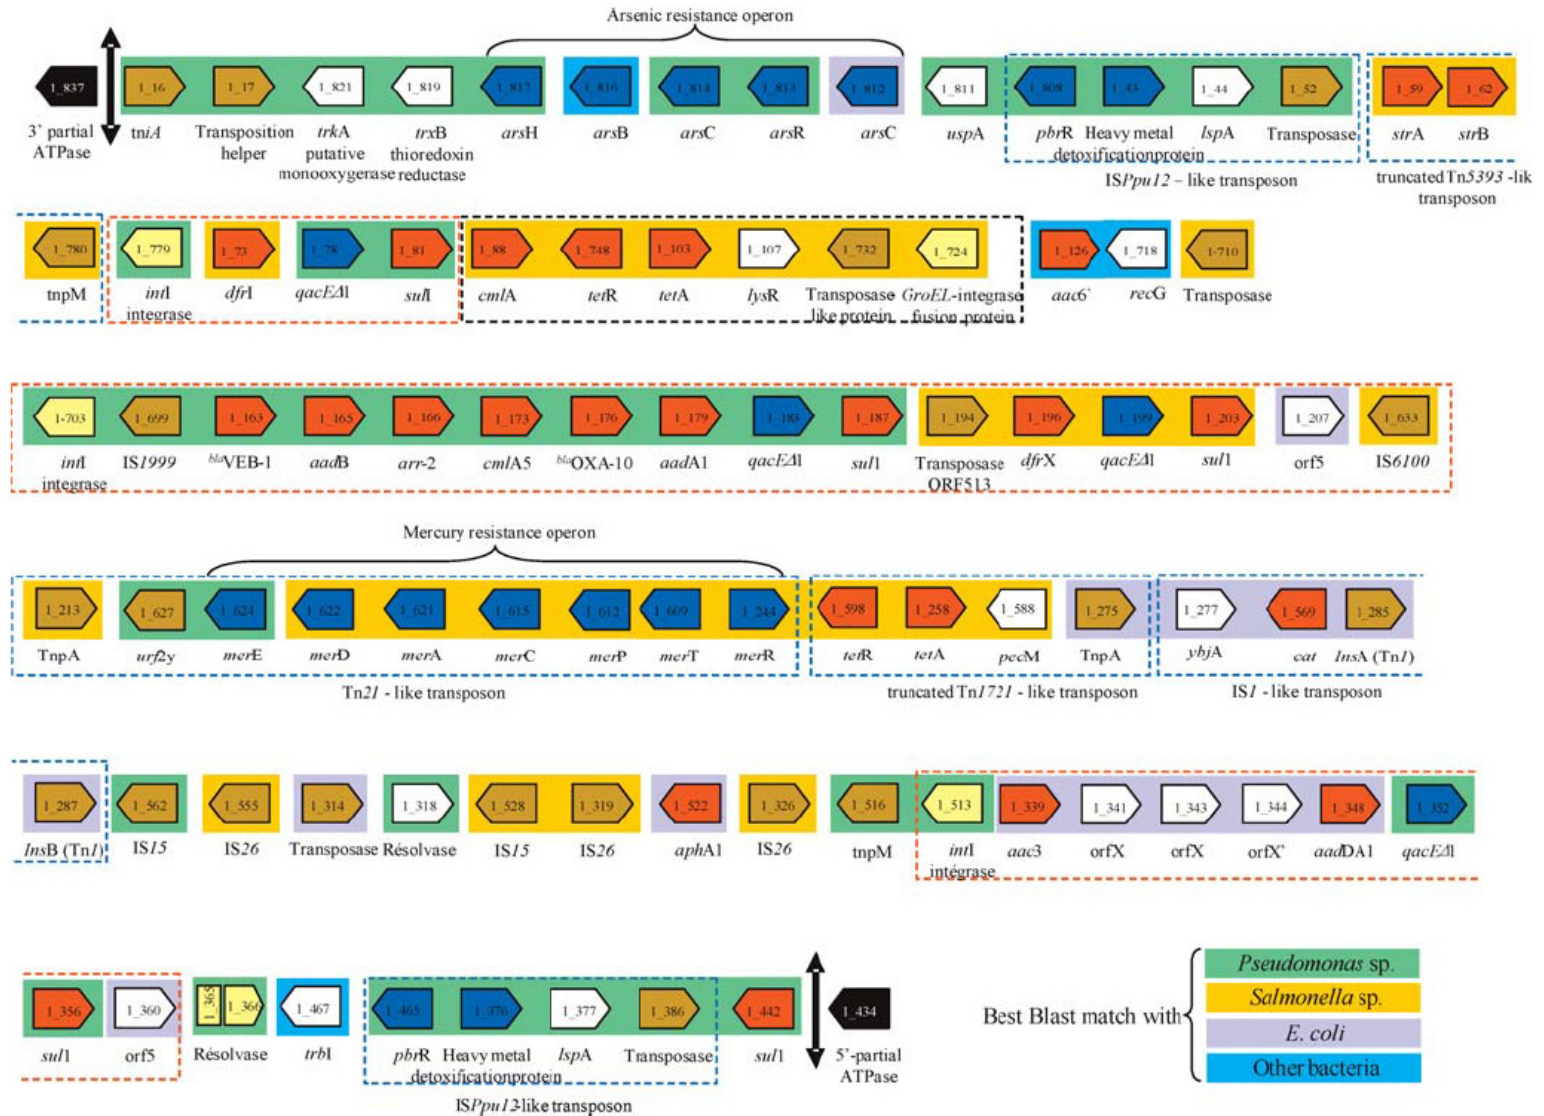 Arsenic resistance operon
1_837 1_16 1_17 1_821 1_819 1_817 1_816 1_814 1_813 1_812 1_811 1_808 1_43 1_44 1_52 1_59 1_62
3' partial tniA Transposition trkA trxB arsH arsB arsC arsR arsC uspA pbrR Heavy metal lspA Transposase strA strB
ATPase helper putative thioredoxin detoxificationprotein
monooxygerase reductase
ISPpu12 – like transposon truncated Tn5393 -lik
transposon
1_780 1_779 1_73 1_78 1_81 1_88 1_748 1_103 1_107 1_732 1_724 1_126 1_718 1-710
tnpM intI dfrI qacEΔ1 sulI cmlA tetR tetA lysR Transposase- GroEL-integrase aac6' recG Transposase
integrase like protein fusion protein
1-703 1_699 1_163 1_165 1_166 1_173 1_176 1_179 1_183 1_187 1_194 1_196 1_199 1_203 1_207 1_633
intI IS1999 blaVEB-1 aadB arr-2 cmlA5 blaOXA-10 aadA1 qacEΔ1 sul1 Transposase dfrX qacEΔ1 sul1 orf5 IS6100
integrase ORF513
Mercury resistance operon
1_213 1_627 1_624 1_622 1_621 1_615 1_612 1_609 1_244 1_598 1_258 1_588 1_275 1_277 1_569 1_285
TnpA urf2y merE merD merA merC merP merT merR tetR tetA pecM TnpA ybjA cat InsA (Tn1)
Tn21 - like transposon truncated Tn1721 - like transposon IS1 - like transposon
1_287 1_562 1_555 1_314 1_318 1_528 1_319 1_522 1_326 1_516 1_513 1_339 1_341 1_343 1_344 1_348 1_352
InsB (Tn1) IS15 IS26 Transposase Résolvase IS15 IS26 aphA1 IS26 tnpM intI aac3 orfX orfX orfX' aadDA1 qacEΔ1
intégrase
1_356 1_360 1_365 1_366 1_467 1_465 1_376 1_377 1_386 1_442 1_434
sul1 orf5 Résolvase trbI pbrR Heavy metal lspA Transposase sul1 5'-partial
detoxificationprotein ATPase
ISPpu12-like transposon
Best Blast match with
Pseudomonas sp.
Salmonella sp.
E. coli
Other bacteria